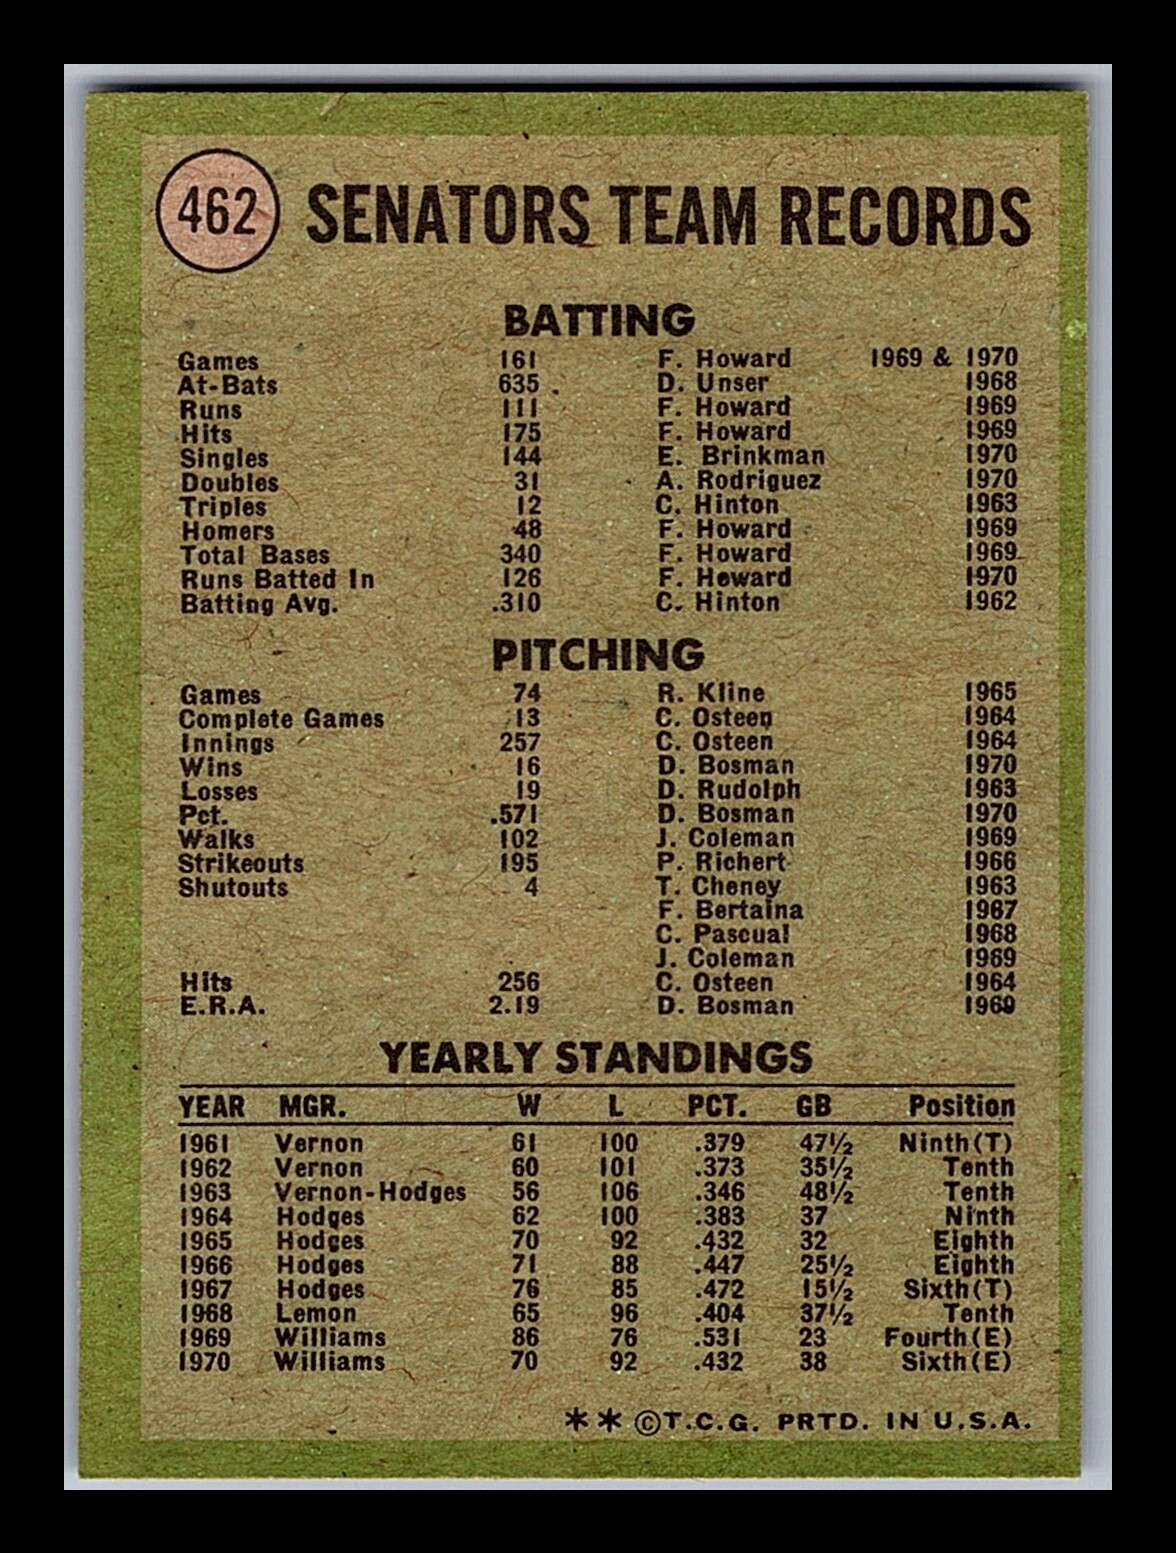 462 SENATORS TEAM RECORDS
BATTING
Games 161 F. Howard 1969 & 1970
At-Bats 635 D. Unser 1968
Runs 111 F. Howard 1969
Hits 175 F. Howard 1969
Singles 144 E. Brinkman 1970
Doubles 31 A. Rodriguez 1970
Triples 12 C. Hinton 1963
Homers 48 F. Howard 1969
Total Bases 340 F. Howard 1969
Runs Batted In 126 F. Howard 1970
Batting Avg. .310 C. Hinton 1962
PITCHING
Games 74 R. Kline 1965
Complete Games 13 C. Osteen 1964
Innings 257 C. Osteen 1964
Wins 16 D. Bosman 1970
Losses 19 D. Rudolph 1963
Pct. .571 D. Bosman 1970
Walks 102 J. Coleman 1969
Strikeouts 195 P. Richert 1966
Shutouts 4 T. Cheney 1963
F. Bertaina 1967
C. Pascual 1968
J. Coleman 1969
Hits 256 C. Osteen 1964
E.R.A. 2.19 D. Bosman 1969
YEARLY STANDINGS
YEAR MGR. W L PCT. GB Position
1961 Vernon 61 100 .379 47½ Ninth(T)
1962 Vernon 60 101 .373 35½ Tenth
1963 Vernon-Hodges 56 106 .346 48½ Tenth
1964 Hodges 62 100 .383 37 Ninth
1965 Hodges 70 92 .432 32 Eighth
1966 Hodges 71 88 .447 25½ Eighth
1967 Hodges 76 85 .472 15½ Sixth(T)
1968 Lemon 65 96 .404 37½ Tenth
1969 Williams 86 76 .531 23 Fourth(E)
1970 Williams 70 92 .432 38 Sixth(E)
** ©T.C.G. PRTD. IN U.S.A.